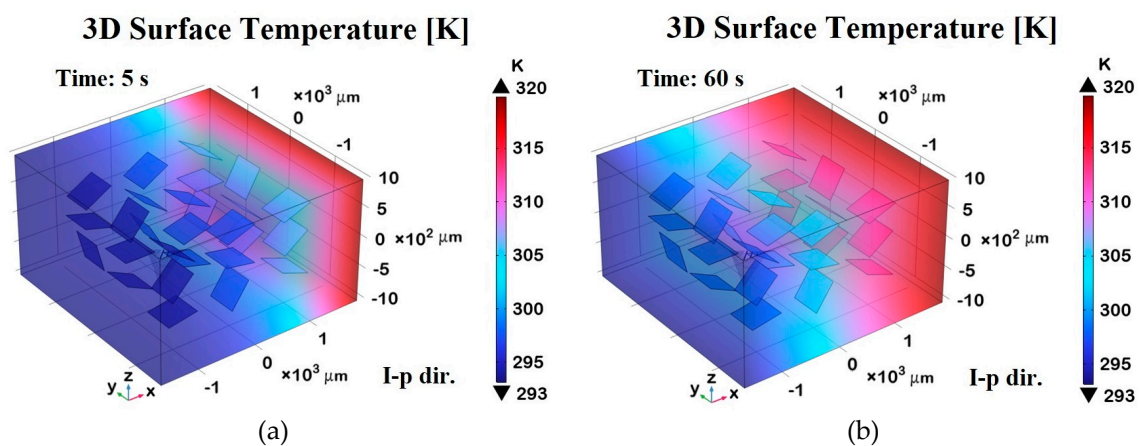 3D Surface Temperature [K]
Time: 5 s
K
320
315
310
305
300
295
293
1
0
-1
×10³ μm
10
5
0
-5
-10
×10² μm
1
0
-1
×10³ μm
z
y
x
I-p dir.
(a)
3D Surface Temperature [K]
Time: 60 s
K
320
315
310
305
300
295
293
1
0
-1
×10³ μm
10
5
0
-5
-10
×10² μm
1
0
-1
×10³ μm
z
y
x
I-p dir.
(b)